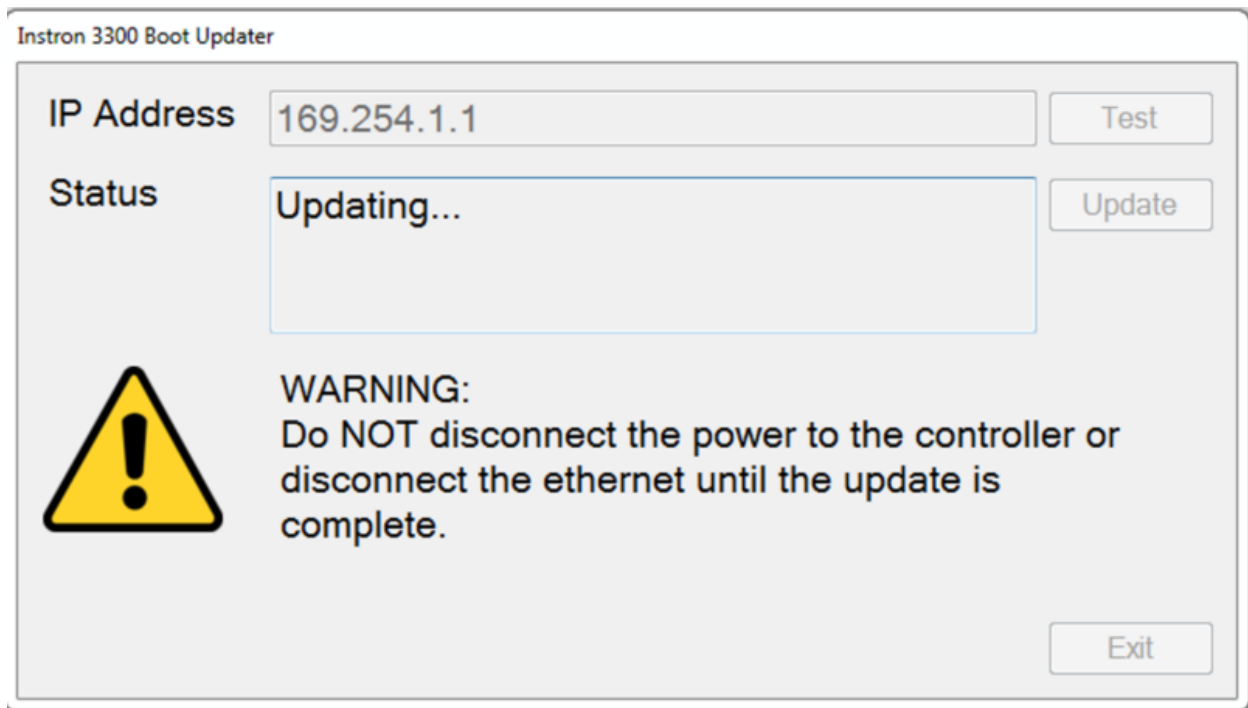 Instron 3300 Boot Updater
IP Address 169.254.1.1 Test
Status Updating... Update
WARNING:
Do NOT disconnect the power to the controller or
disconnect the ethernet until the update is
complete.
Exit